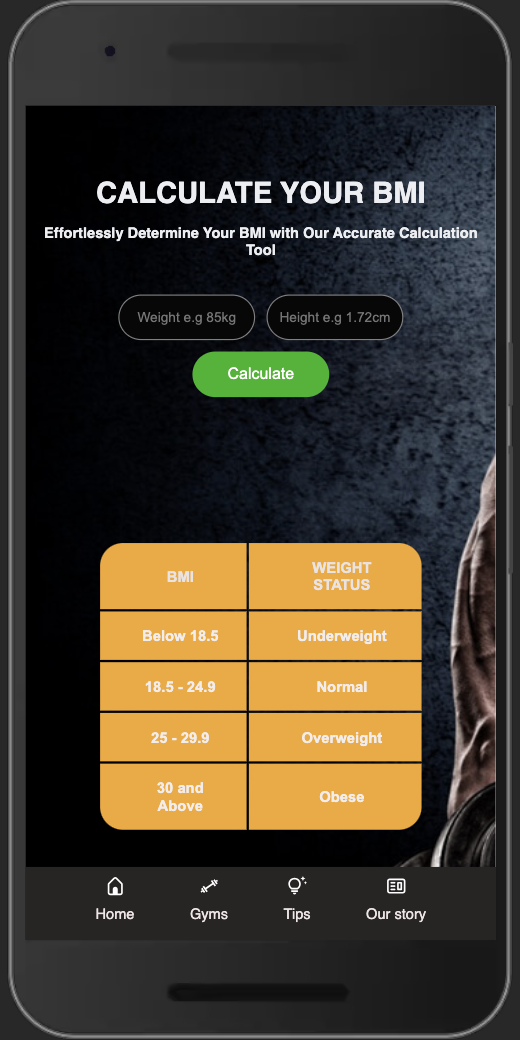 CALCULATE YOUR BMI
Effortlessly Determine Your BMI with Our Accurate Calculation
Tool
Weight e.g 85kg
Height e.g 1.72cm
Calculate
BMI
WEIGHT
STATUS
Below 18.5
Underweight
18.5 - 24.9
Normal
25 - 29.9
Overweight
30 and
Above
Obese
Home
Gyms
Tips
Our story